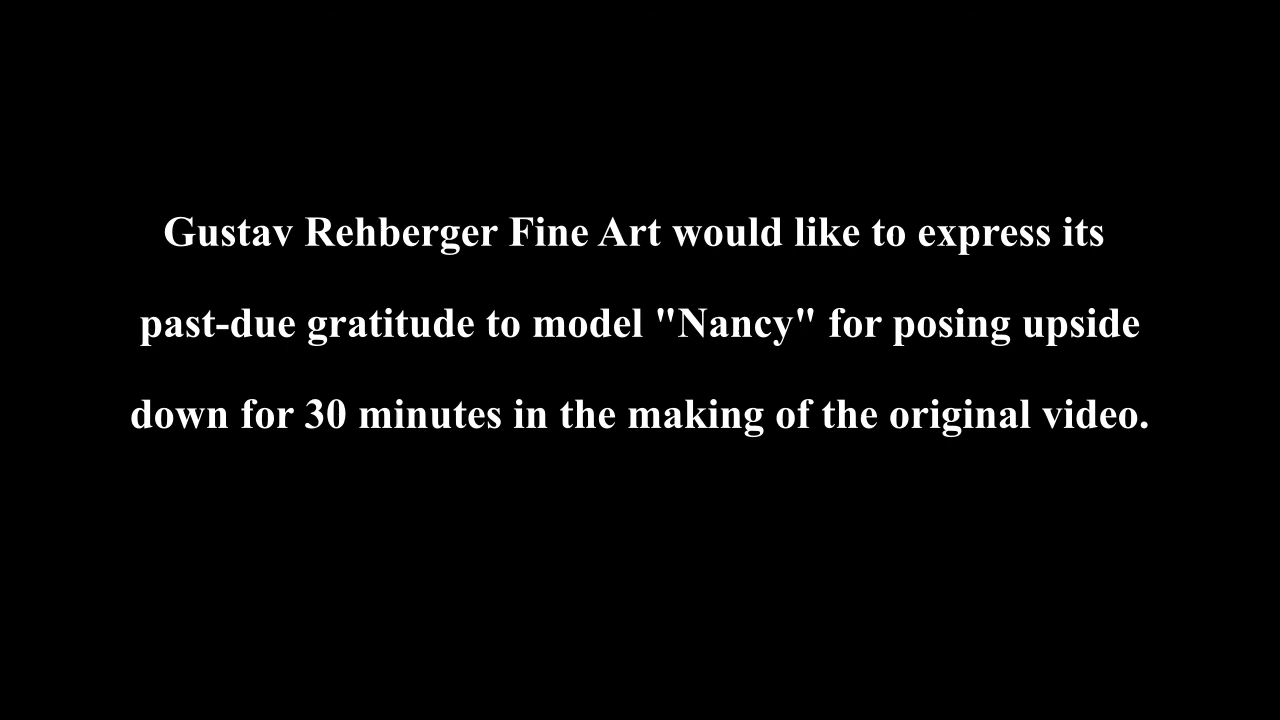 Gustav Rehberger Fine Art would like to express its
past-due gratitude to model "Nancy" for posing upside
down for 30 minutes in the making of the original video.